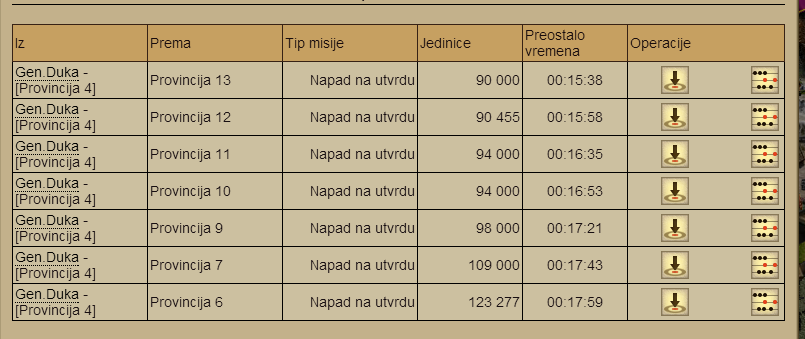 Iz Prema Tip misije Jedinice Preostalo vremena Operacije
Gen.Duka - [Provincija 4] Provincija 13 Napad na utvrdu 90 000 00:15:38
Gen.Duka - [Provincija 4] Provincija 12 Napad na utvrdu 90 455 00:15:58
Gen.Duka - [Provincija 4] Provincija 11 Napad na utvrdu 94 000 00:16:35
Gen.Duka - [Provincija 4] Provincija 10 Napad na utvrdu 94 000 00:16:53
Gen.Duka - [Provincija 4] Provincija 9 Napad na utvrdu 98 000 00:17:21
Gen.Duka - [Provincija 4] Provincija 7 Napad na utvrdu 109 000 00:17:43
Gen.Duka - [Provincija 4] Provincija 6 Napad na utvrdu 123 277 00:17:59